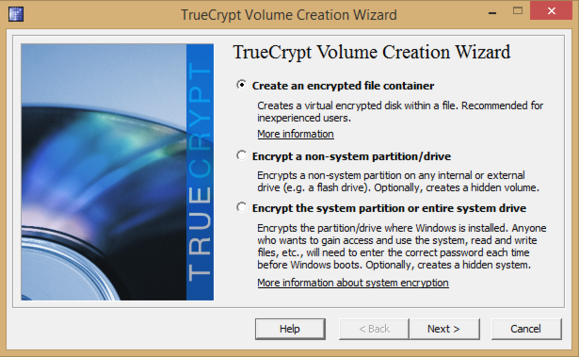 TrueCrypt Volume Creation Wizard
TRUECRYPT
TrueCrypt Volume Creation Wizard
Create an encrypted file container
Creates a virtual encrypted disk within a file. Recommended for
inexperienced users.
More information
Encrypt a non-system partition/drive
Encrypts a non-system partition on any internal or external
drive (e.g. a flash drive). Optionally, creates a hidden volume.
Encrypt the system partition or entire system drive
Encrypts the partition/drive where Windows is installed. Anyone
who wants to gain access and use the system, read and write
files, etc., will need to enter the correct password each time
before Windows boots. Optionally, creates a hidden system.
More information about system encryption
Help
< Back
Next >
Cancel